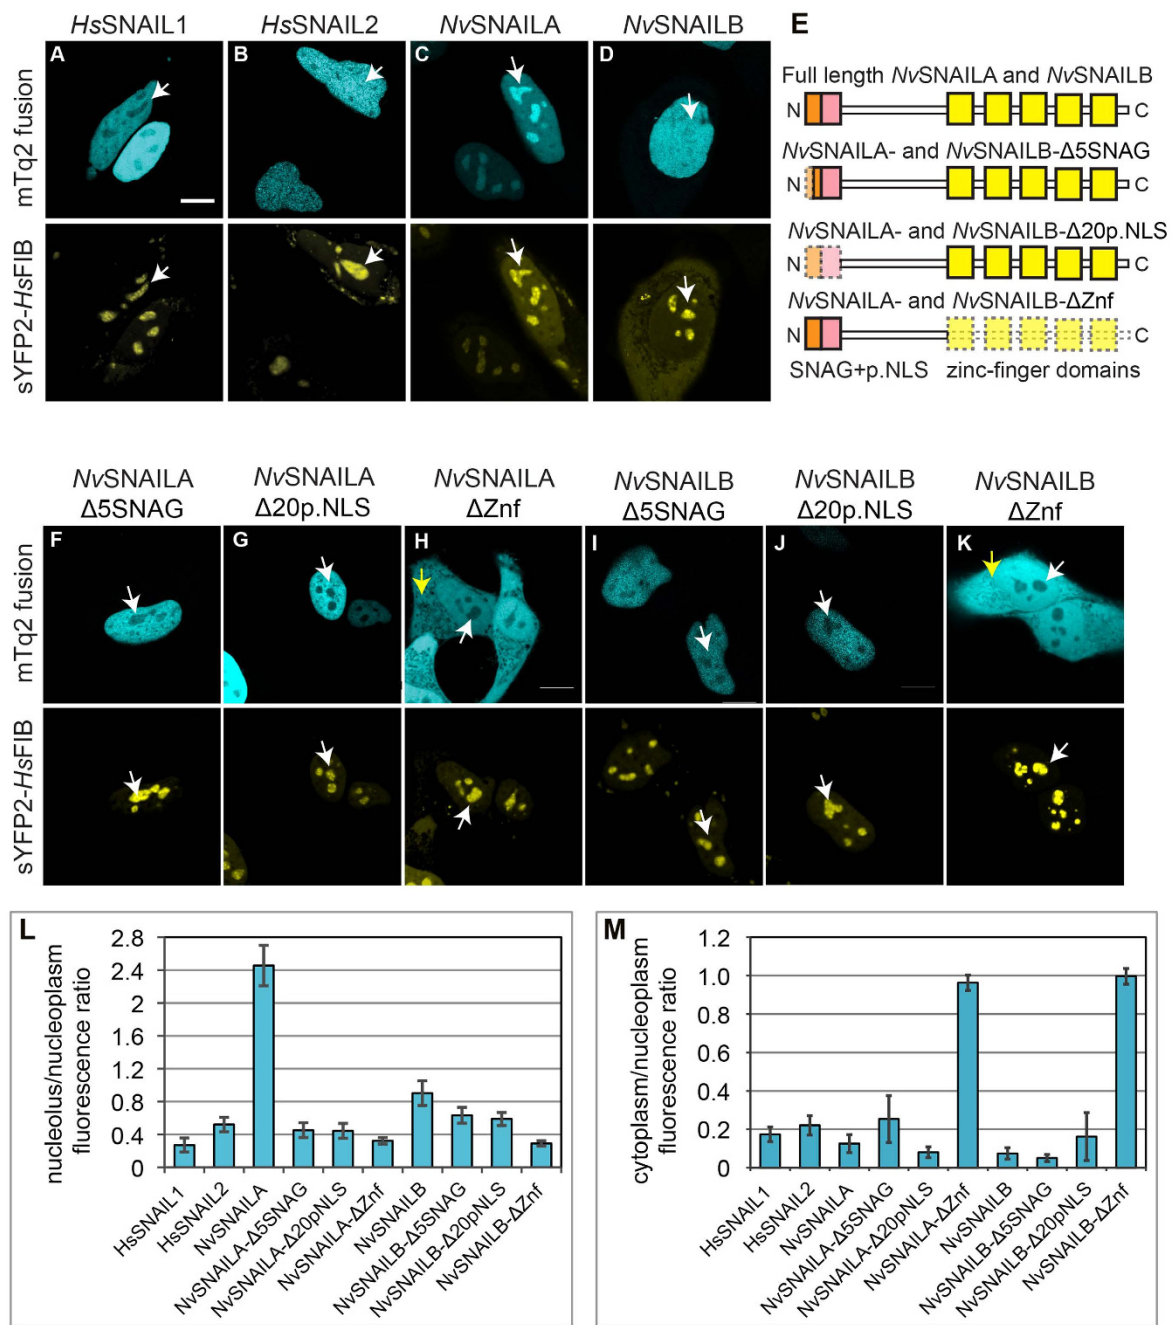 HsSNAIL1 HsSNAIL2 NvSNAILA NvSNAILB E
A B C D
mTq2 fusion
sYFP2-HsFIB
Full length NvSNAILA and NvSNAILB
N C
NvSNAILA- and NvSNAILB-Δ5SNAG
N C
NvSNAILA- and NvSNAILB-Δ20p.NLS
N C
NvSNAILA- and NvSNAILB-ΔZnf
N C
SNAG+p.NLS zinc-finger domains
NvSNAILA NvSNAILA NvSNAILA NvSNAILB NvSNAILB NvSNAILB
Δ5SNAG Δ20p.NLS ΔZnf Δ5SNAG Δ20p.NLS ΔZnf
F G H I J K
mTq2 fusion
sYFP2-HsFIB
L
nucleolus/nucleoplasm
fluorescence ratio
2.8
2.4
2
1.6
1.2
0.8
0.4
0
HsSNAIL1
HsSNAIL2
NvSNAILA
NvSNAILA-Δ5SNAG
NvSNAILA-Δ20pNLS
NvSNAILA-ΔZnf
NvSNAILB
NvSNAILB-Δ5SNAG
NvSNAILB-Δ20pNLS
NvSNAILB-ΔZnf
M
cytoplasm/nucleoplasm
fluorescence ratio
1.2
1.0
0.8
0.6
0.4
0.2
0
HsSNAIL1
HsSNAIL2
NvSNAILA
NvSNAILA-Δ5SNAG
NvSNAILA-Δ20pNLS
NvSNAILA-ΔZnf
NvSNAILB
NvSNAILB-Δ5SNAG
NvSNAILB-Δ20pNLS
NvSNAILB-ΔZnf